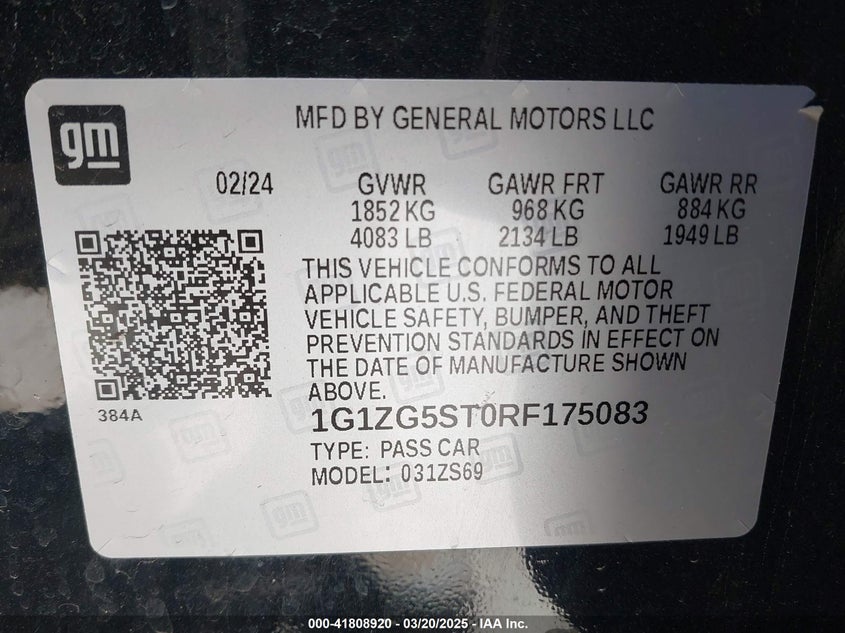 gm
MFD BY GENERAL MOTORS LLC
02/24
GVWR GAWR FRT GAWR RR
1852 KG 968 KG 884 KG
4083 LB 2134 LB 1949 LB
THIS VEHICLE CONFORMS TO ALL
APPLICABLE U.S. FEDERAL MOTOR
VEHICLE SAFETY, BUMPER, AND THEFT
PREVENTION STANDARDS IN EFFECT ON
THE DATE OF MANUFACTURE SHOWN
ABOVE.
384A
1G1ZG5ST0RF175083
TYPE: PASS CAR
MODEL: 031ZS69
000-41808920 - 03/20/2025 - IAA Inc.